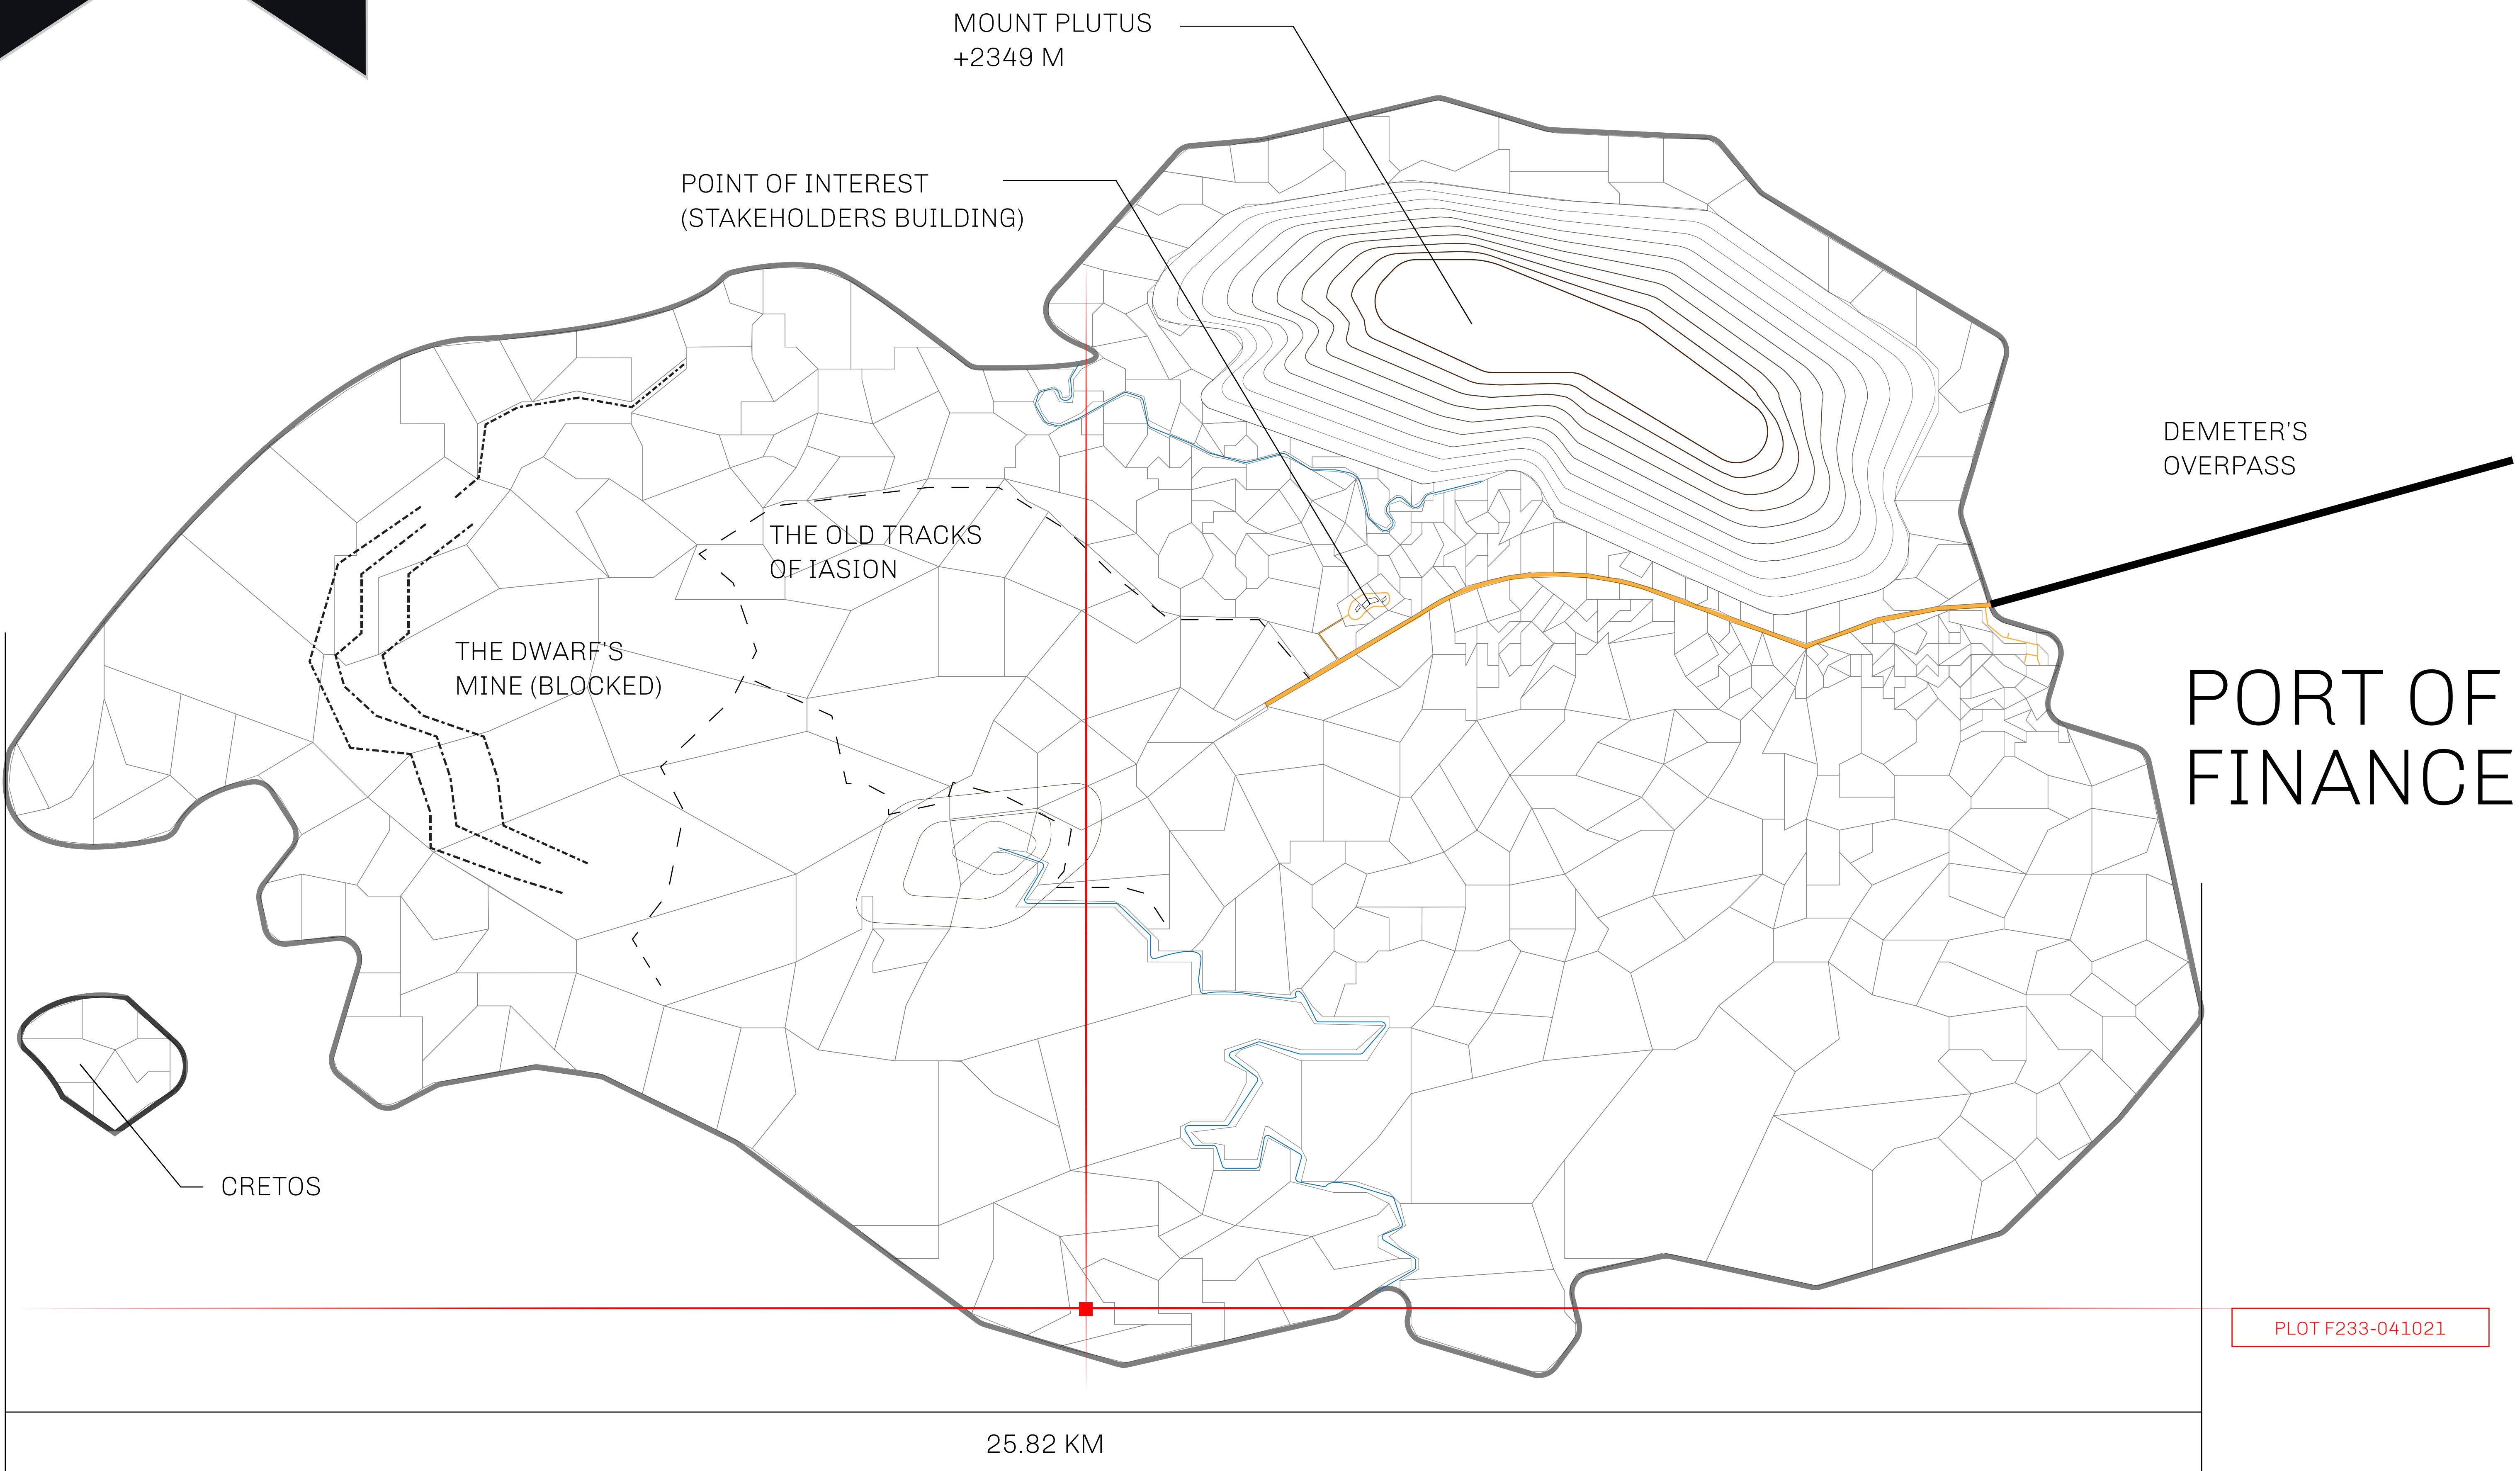 MOUNT PLUTUS
+2349 M
POINT OF INTEREST
(STAKEHOLDERS BUILDING)
DEMETER'S
OVERPASS
THE OLD TRACKS
OF IASION
THE DWARF'S
MINE (BLOCKED)
PORT OF
FINANCE
CRETOS
PLOT F233-041021
25.82 KM